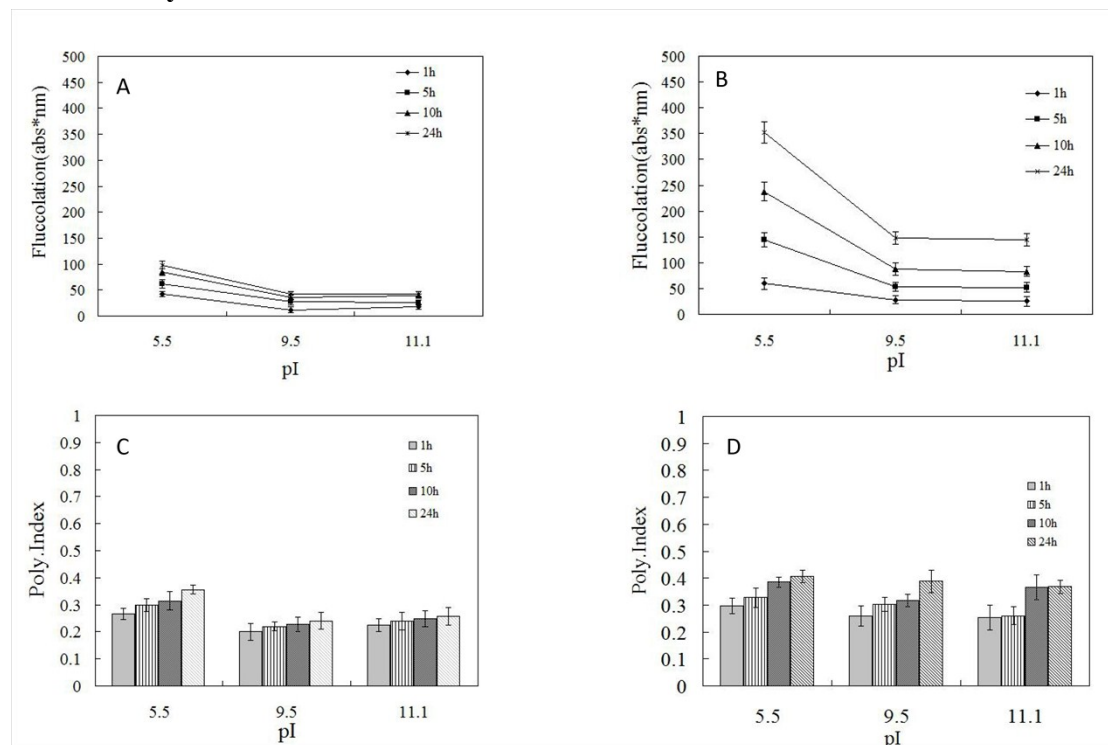 A
500
450
400
350
300
250
200
150
100
50
0
Fluccolation(abs*nm)
1h
5h
10h
24h
5.5 9.5 11.1
pI
B
500
450
400
350
300
250
200
150
100
50
0
Fluccolation(abs*nm)
1h
5h
10h
24h
5.5 9.5 11.1
pI
C
1
0.9
0.8
0.7
0.6
0.5
0.4
0.3
0.2
0.1
0
Poly.Index
1h
5h
10h
24h
5.5 9.5 11.1
pI
D
1
0.9
0.8
0.7
0.6
0.5
0.4
0.3
0.2
0.1
0
Poly.Index
1h
5h
10h
24h
5.5 9.5 11.1
pI